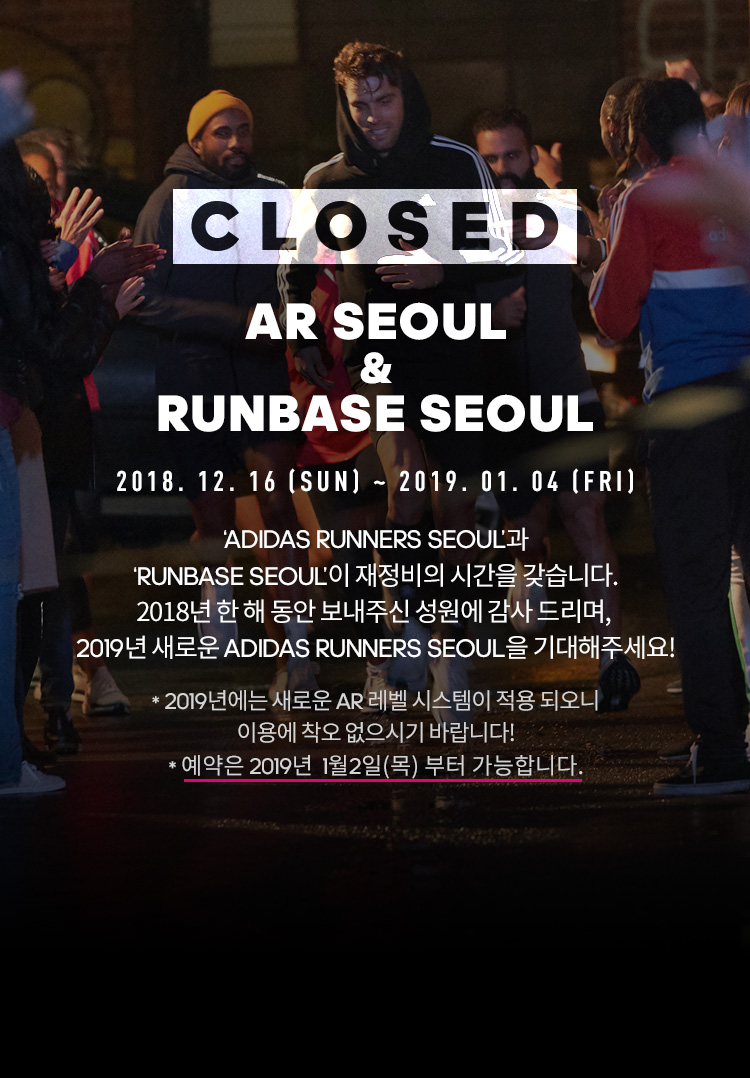 CLOSED
AR SEOUL
&
RUNBASE SEOUL
2018. 12. 16 (SUN) ~ 2019. 01. 04 (FRI)
‘ADIDAS RUNNERS SEOUL’과
‘RUNBASE SEOUL’이 재정비의 시간을 갖습니다.
2018년 한 해 동안 보내주신 성원에 감사 드리며,
2019년 새로운 ADIDAS RUNNERS SEOUL을 기대해주세요!
* 2019년에는 새로운 AR 레벨 시스템이 적용 되오니
이용에 착오 없으시기 바랍니다!
* 예약은 2019년 1월2일(목) 부터 가능합니다.